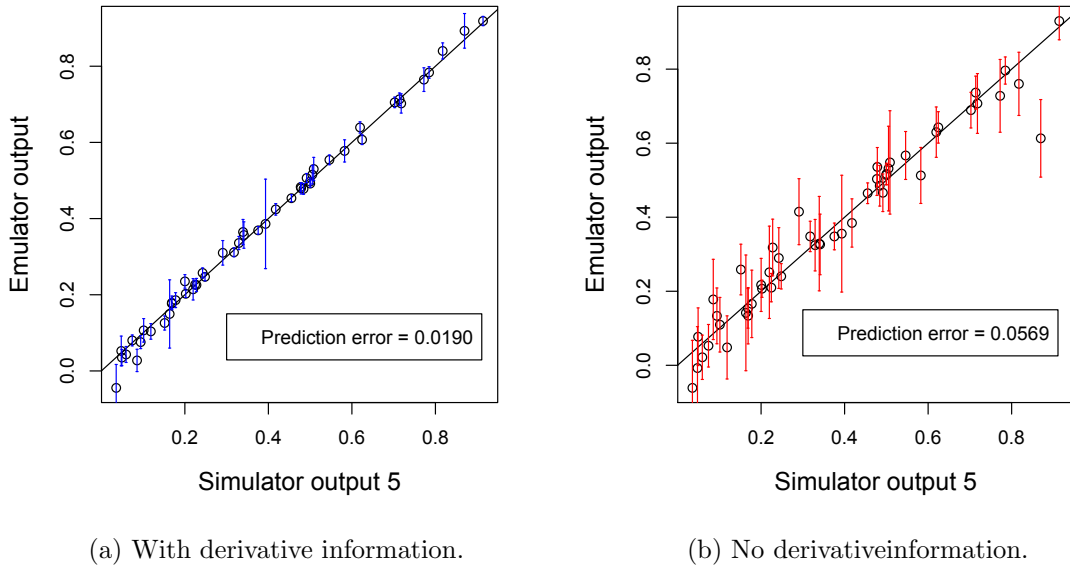 Emulator output
0.0 0.2 0.4 0.6 0.8
Prediction error = 0.0190
0.2 0.4 0.6 0.8
Simulator output 5
(a) With derivative information.
Emulator output
0.0 0.2 0.4 0.6 0.8
Prediction error = 0.0569
0.2 0.4 0.6 0.8
Simulator output 5
(b) No derivativeinformation.